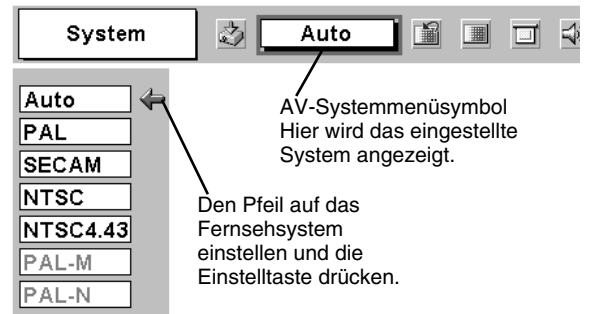 System
Auto
Auto
PAL
SECAM
NTSC
NTSC4.43
PAL-M
PAL-N
AV-Systemmenüsymbol
Hier wird das eingestellte
System angezeigt.
Den Pfeil auf das
Fernsehsystem
einstellen und die
Einstelltaste drücken.